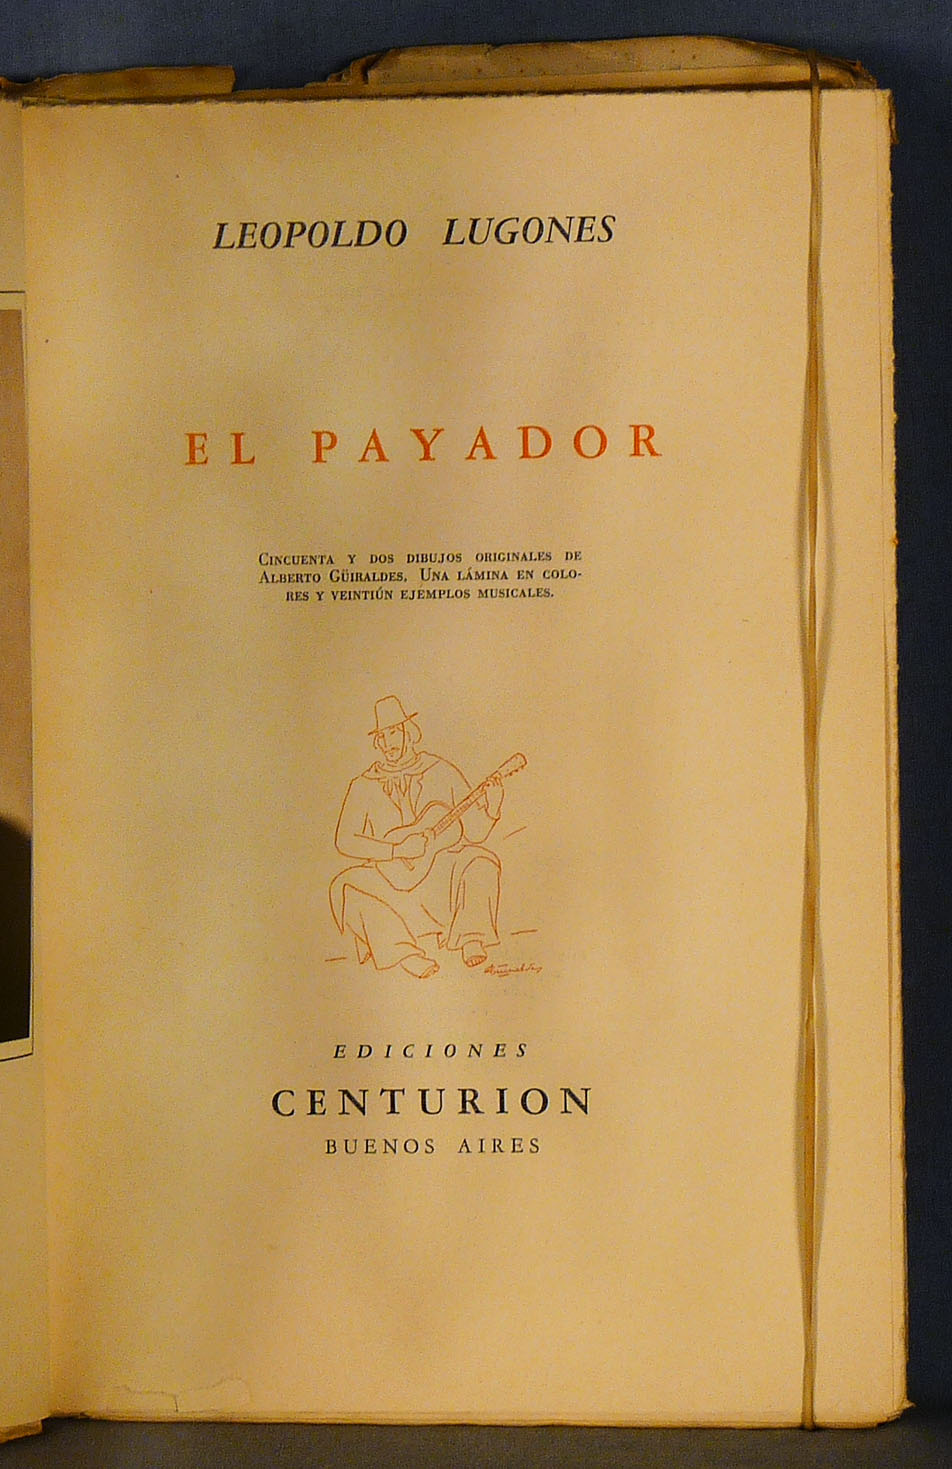 LEOPOLDO LUGONES
EL PAYADOR
Cincuenta y dos dibujos originales de
Alberto Güiraldes, Una lámina en colo-
res y veintiún ejemplos musicales.
Güiraldes
EDICIONES
CENTURION
BUENOS AIRES